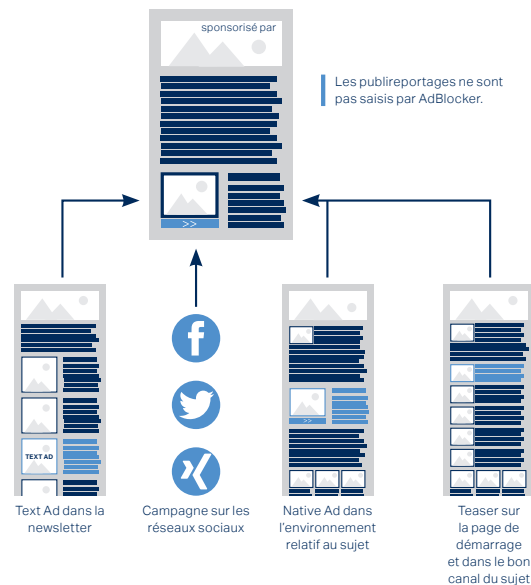 sponsorisé par
Les publireportages ne sont
pas saisis par AdBlocker.
>>
>>
TEXT AD
Text Ad dans la
newsletter
Campagne sur les
réseaux sociaux
Native Ad dans
l'environnement
relatif au sujet
Teaser sur
la page de
démarrage
et dans le bon
canal du sujet